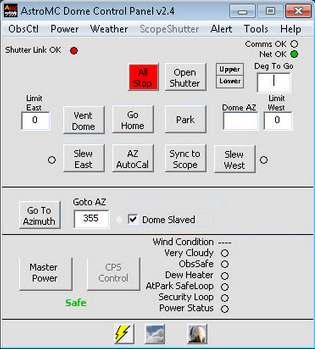 AstroMC Dome Control Panel v2.4
ObsCtl Power Weather ScopeShutter Alert Tools Help
Shutter Link OK
Comms OK
Net OK
All Stop
Open Shutter
Upper
Lower
Deg To Go
Limit East
0
Vent Dome
Go Home
Park
Dome AZ
Limit West
0
Slew East
AZ AutoCal
Sync to Scope
Slew West
Go To Azimuth
Goto AZ
355
Dome Slaved
Master Power
CPS Control
Safe
Wind Condition ----
Very Cloudy
ObsSafe
Dew Heater
AtPark SafeLoop
Security Loop
Power Status